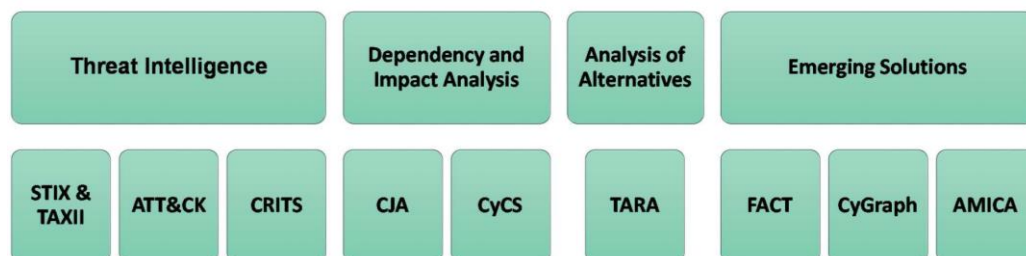 Threat Intelligence
Dependency and
Impact Analysis
Analysis of
Alternatives
Emerging Solutions
STIX &
TAXII
ATT&CK
CRITS
CJA
CyCS
TARA
FACT
CyGraph
AMICA